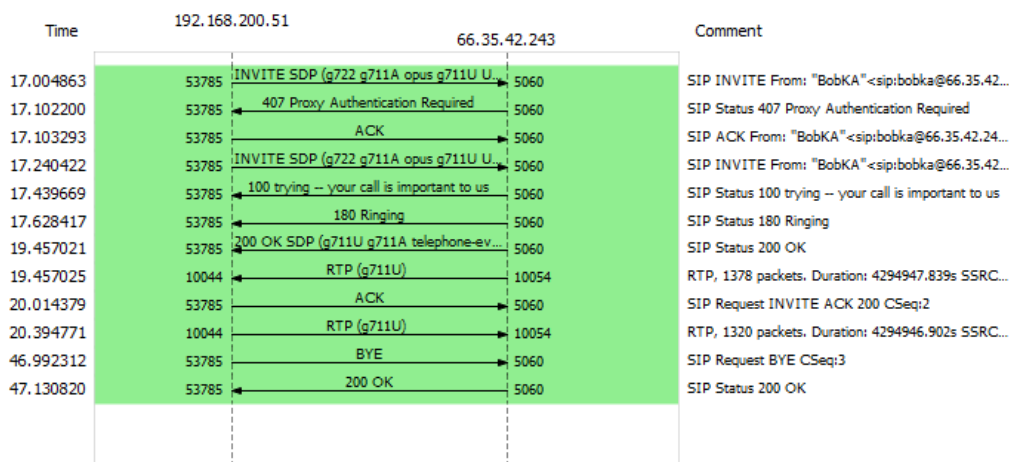 Time 192.168.200.51 66.35.42.243 Comment
17.004863 53785 INVITE SDP (g722 g711A opus g711U U... 5060 SIP INVITE From: "BobKA"<sip:bobka@66.35.42...
17.102200 53785 407 Proxy Authentication Required 5060 SIP Status 407 Proxy Authentication Required
17.103293 53785 ACK 5060 SIP ACK From: "BobKA"<sip:bobka@66.35.42.24...
17.240422 53785 INVITE SDP (g722 g711A opus g711U U... 5060 SIP INVITE From: "BobKA"<sip:bobka@66.35.42...
17.439669 53785 100 trying -- your call is important to us 5060 SIP Status 100 trying -- your call is important to us
17.628417 53785 180 Ringing 5060 SIP Status 180 Ringing
19.457021 53785 200 OK SDP (g711U g711A telephone-ev... 5060 SIP Status 200 OK
19.457025 10044 RTP (g711U) 10054 RTP, 1378 packets. Duration: 4294947.839s SSRC...
20.014379 53785 ACK 5060 SIP Request INVITE ACK 200 CSeq:2
20.394771 10044 RTP (g711U) 10054 RTP, 1320 packets. Duration: 4294946.902s SSRC...
46.992312 53785 BYE 5060 SIP Request BYE CSeq:3
47.130820 53785 200 OK 5060 SIP Status 200 OK